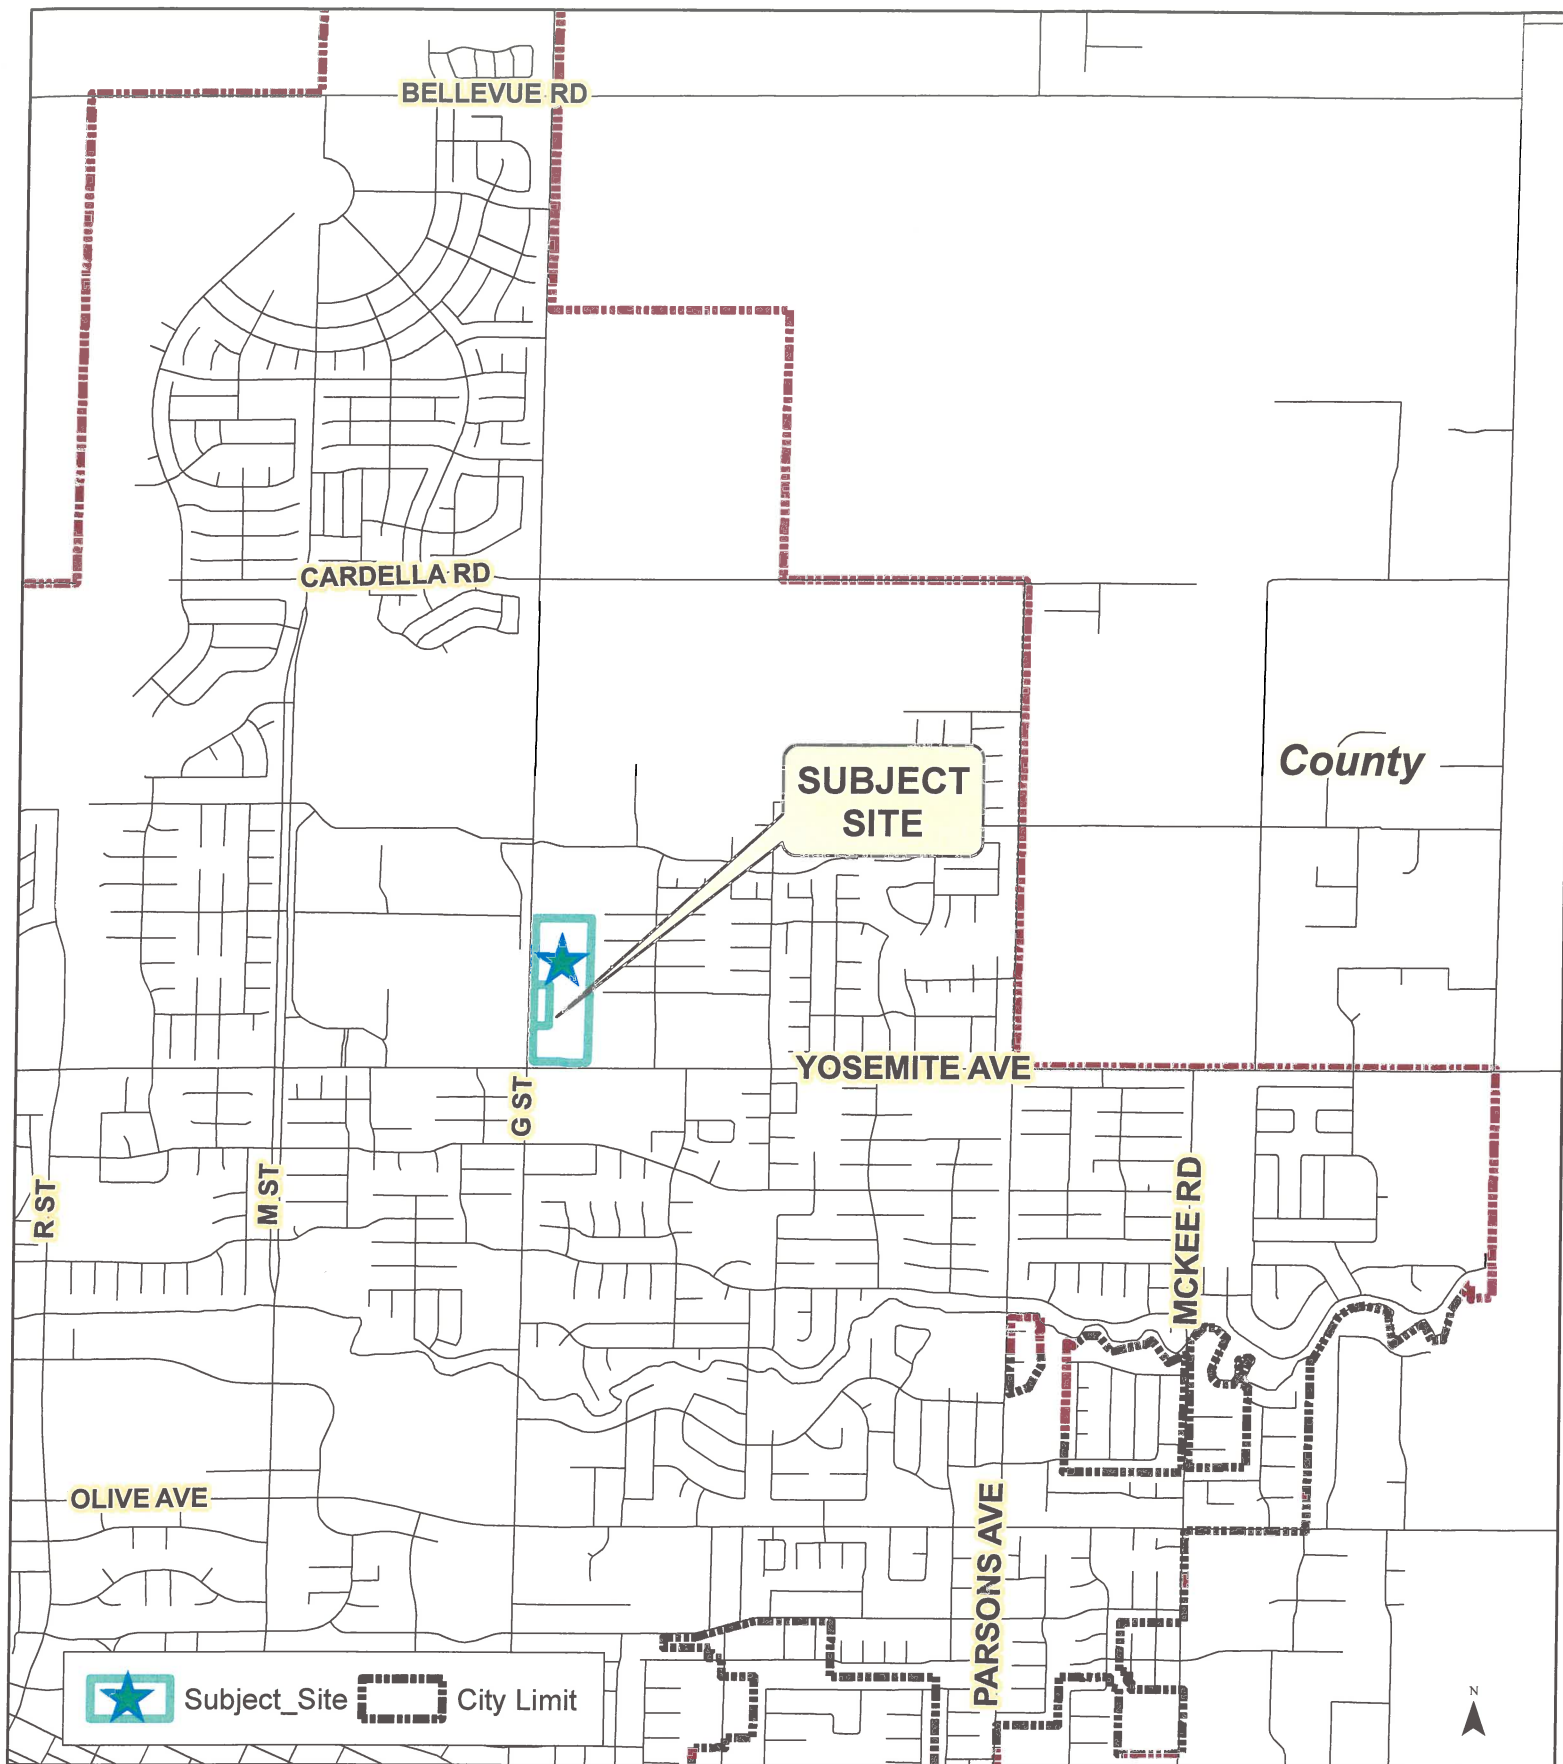 BELLEVUE RD
CARDELLA RD
County
SUBJECT
SITE
YOSEMITE AVE
G ST
M ST
R ST
MCKEE RD
OLIVE AVE
PARSONS AVE
Subject_Site
City Limit
N